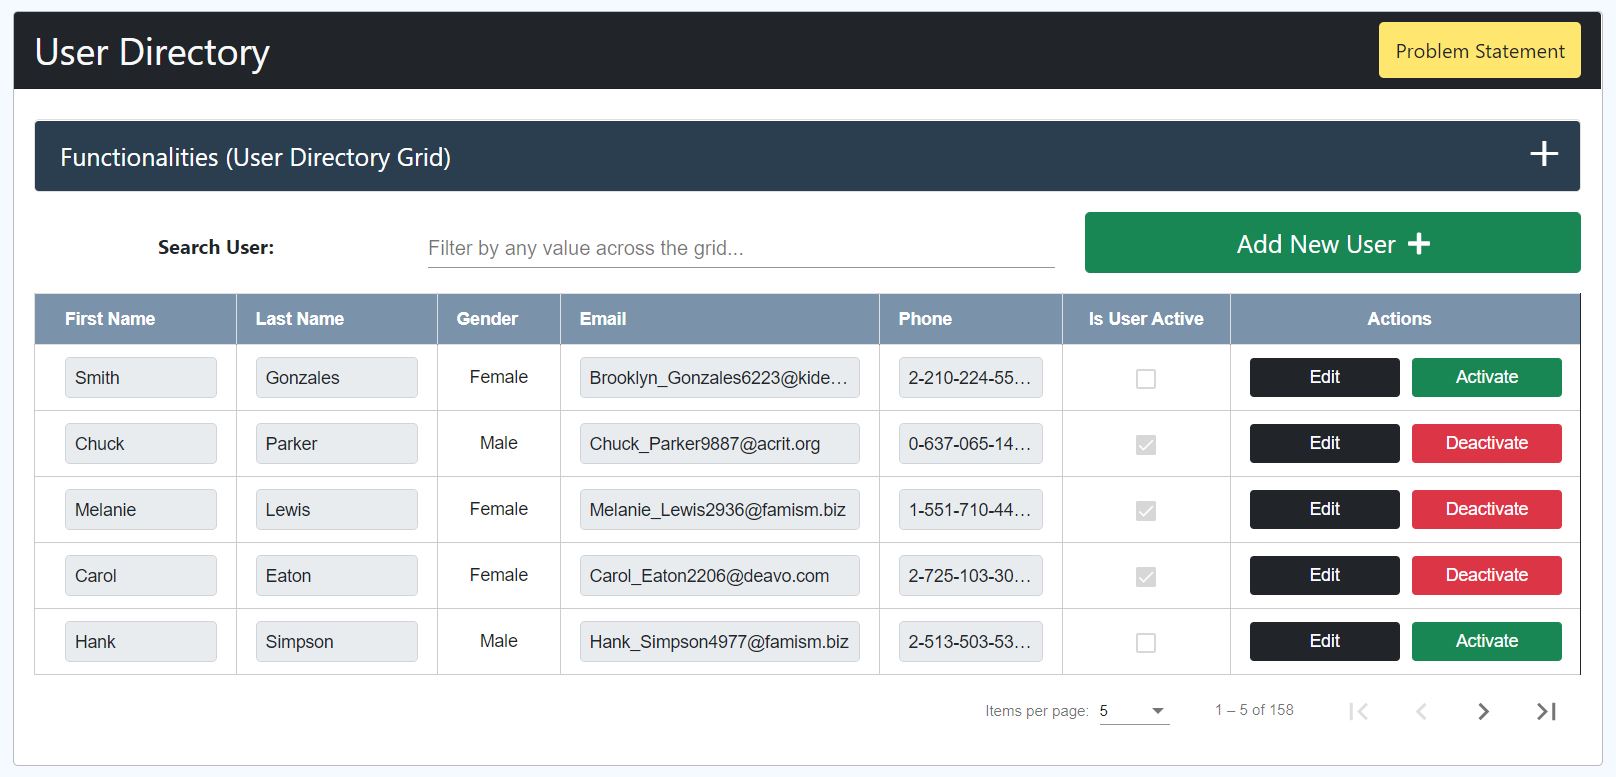 User Directory
Problem Statement
Functionalities (User Directory Grid)
Search User:
Filter by any value across the grid...
Add New User
First Name Last Name Gender Email Phone Is User Active Actions
Smith Gonzales Female Brooklyn_Gonzales6223@kide... 2-210-224-55... Edit Activate
Chuck Parker Male Chuck_Parker9887@acrit.org 0-637-065-14... Edit Deactivate
Melanie Lewis Female Melanie_Lewis2936@famism.biz 1-551-710-44... Edit Deactivate
Carol Eaton Female Carol_Eaton2206@deavo.com 2-725-103-30... Edit Deactivate
Hank Simpson Male Hank_Simpson4977@famism.biz 2-513-503-53... Edit Activate
Items per page: 5 1 – 5 of 158